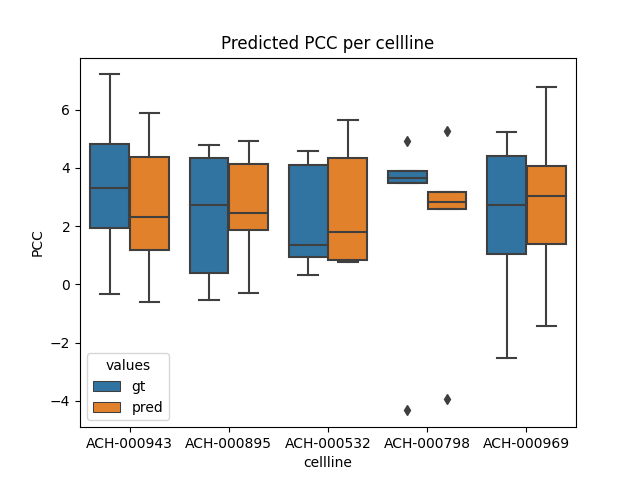 Predicted PCC per cellline
PCC
6
4
2
0
−2
−4
values
gt
pred
ACH-000943 ACH-000895 ACH-000532 ACH-000798 ACH-000969
cellline